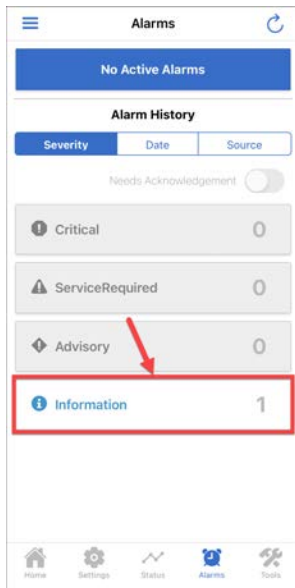 Alarms
No Active Alarms
Alarm History
Severity Date Source
Needs Acknowledgement
Critical 0
ServiceRequired 0
Advisory 0
Information 1
Home Settings Status Alarms Tools